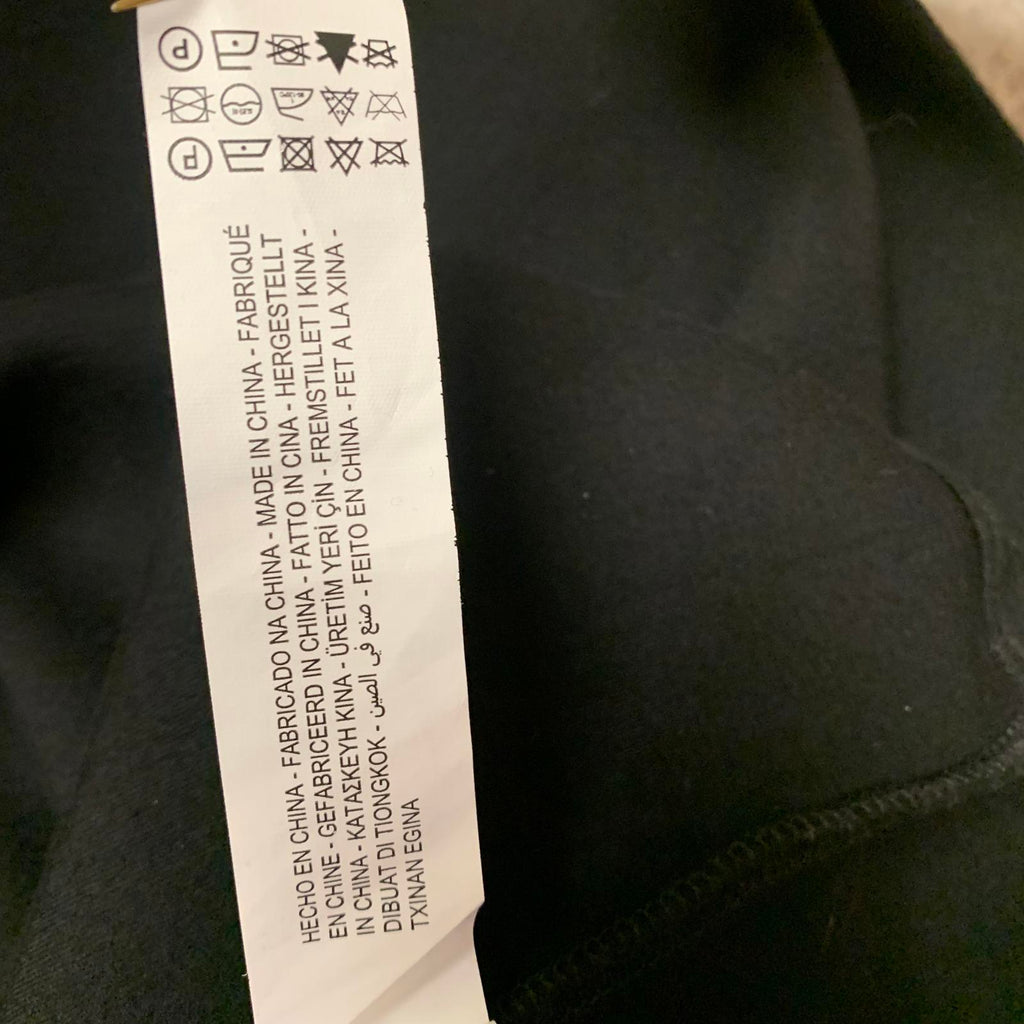 HECHO EN CHINA - FABRICADO NA CHINA - MADE IN CHINA - FABRIQUÉ
EN CHINE - GEFABRICEERD IN CHINA - FATTO IN CINA - HERGESTELLT
IN CHINA - ΚΑΤΑΣΚΕΥΗ ΚΙΝΑ - ÜRETİM YERİ ÇİN - FREMSTILLET I KINA -
DIBUAT DI TIONGKOK - صنع في الصين - FEITO EN CHINA - FET A LA XINA -
TXINAN EGINA
P